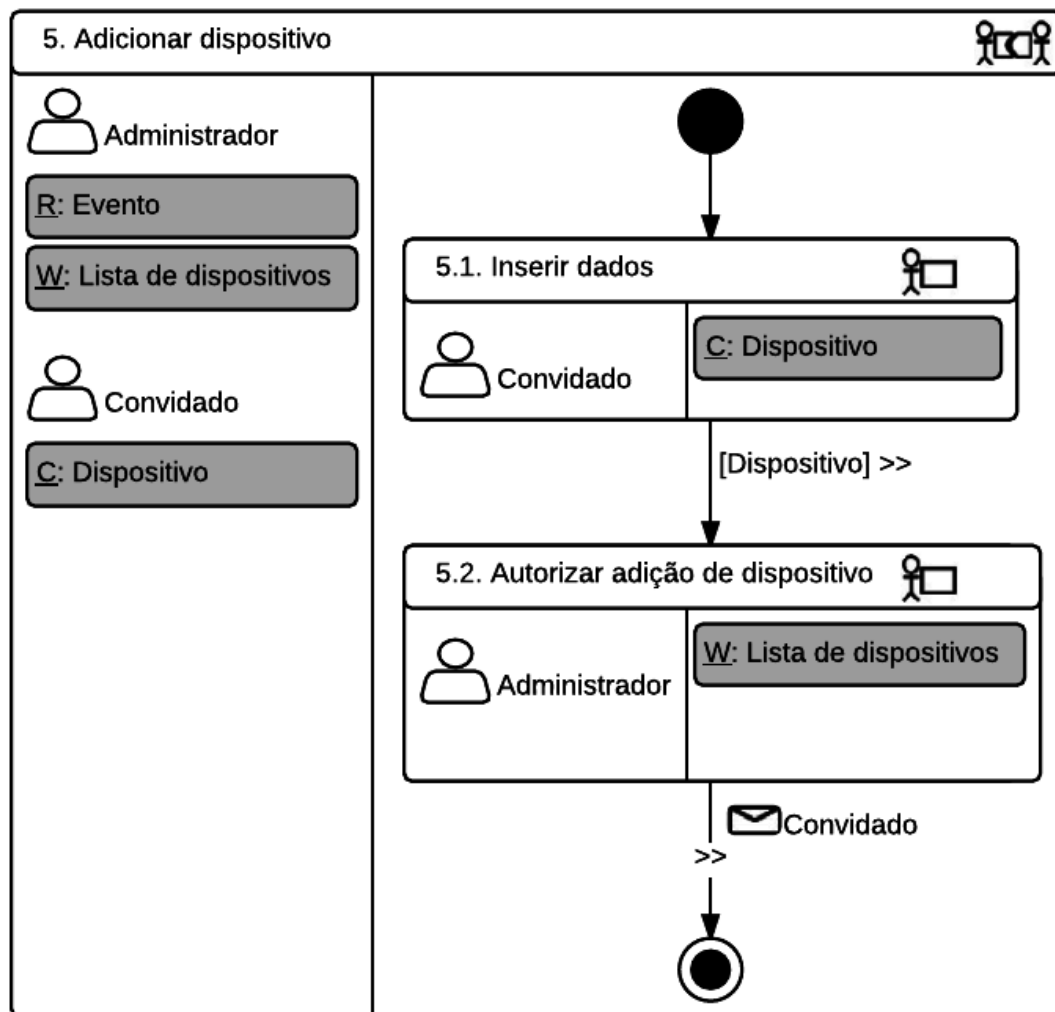 5. Adicionar dispositivo
Administrador
R: Evento
W: Lista de dispositivos
Convidado
C: Dispositivo
5.1. Inserir dados
Convidado
C: Dispositivo
[Dispositivo] >>
5.2. Autorizar adição de dispositivo
Administrador
W: Lista de dispositivos
Convidado
>>